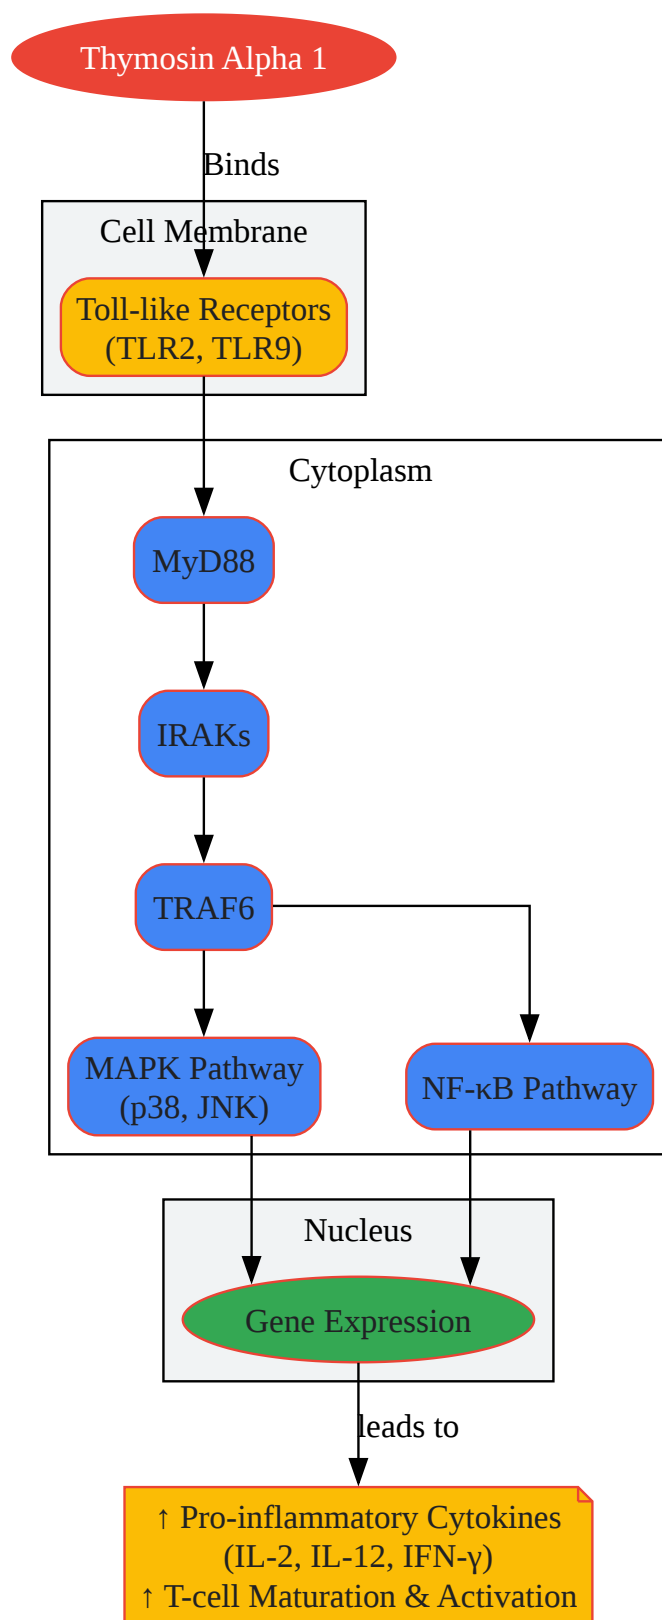 Thymosin Alpha 1
Binds
Cell Membrane
Toll-like Receptors
(TLR2, TLR9)
Cytoplasm
MyD88
IRAKs
TRAF6
MAPK Pathway
(p38, JNK)
NF-κB Pathway
Nucleus
Gene Expression
leads to
↑ Pro-inflammatory Cytokines
(IL-2, IL-12, IFN-γ)
↑ T-cell Maturation & Activation